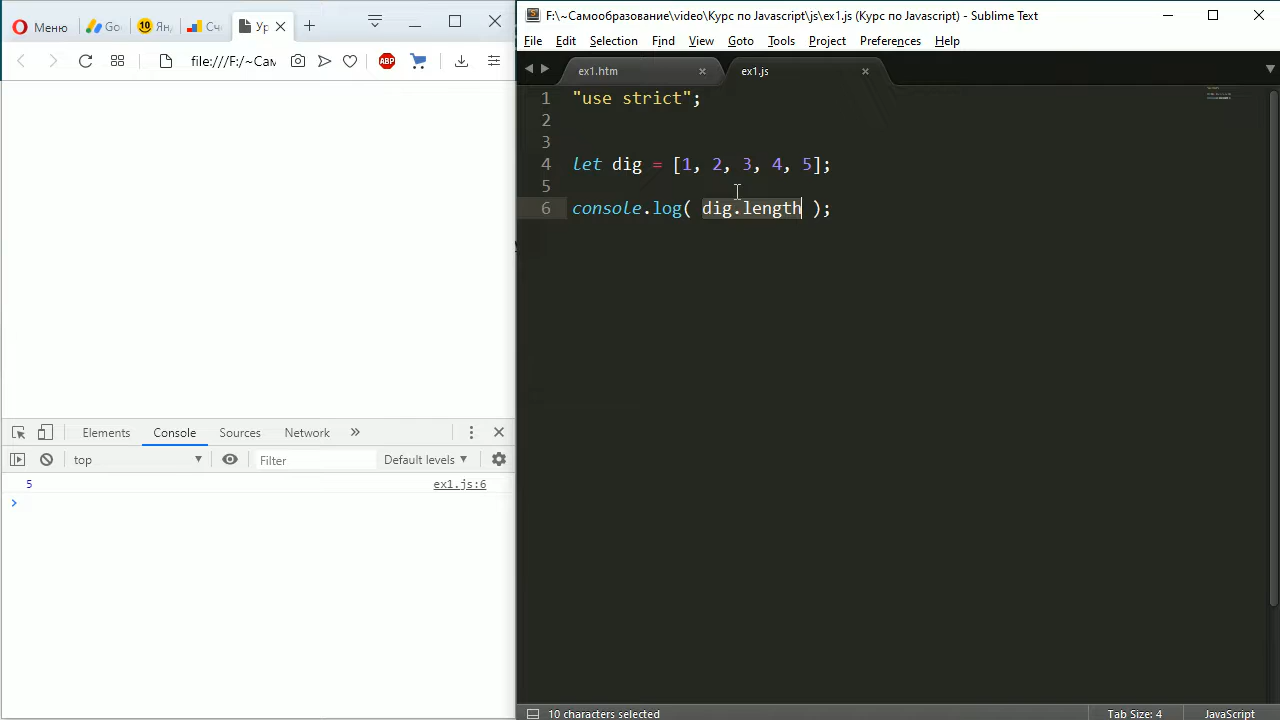 Меню
Go
10 Янд
Сч
Ур
file:///F:/~Сам
ABP
Elements
Console
Sources
Network
»
top
Filter
Default levels
5
ex1.js:6
>
F:\~Самообразование\video\Курс по Javascript\js\ex1.js (Курс по Javascript) - Sublime Text
File Edit Selection Find View Goto Tools Project Preferences Help
ex1.htm
ex1.js
1 "use strict";
2
3
4 let dig = [1, 2, 3, 4, 5];
5
6 console.log( dig.length );
10 characters selected
Tab Size: 4
JavaScript